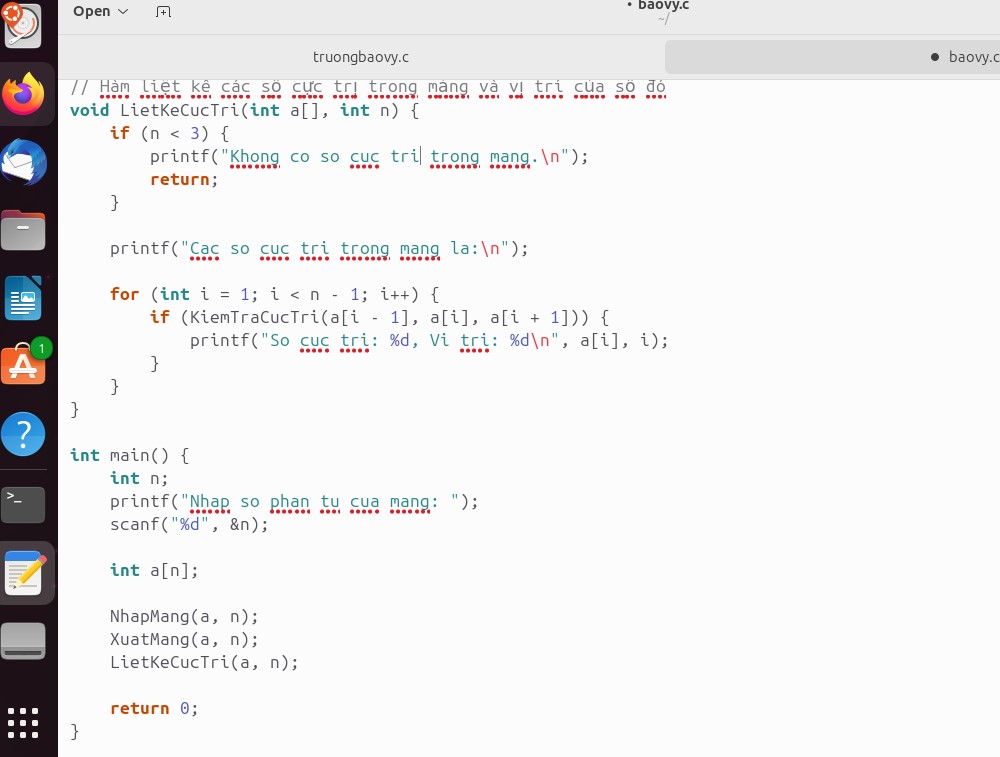 Open
baovy.c
~/
truongbaovy.c
baovy.c
// Hàm liệt kê các số cực trị trong mảng và vị trí của số đó
void LietKeCucTri(int a[], int n) {
if (n < 3) {
printf("Khong co so cuc tri trong mang.\n");
return;
}
printf("Cac so cuc tri trong mang la:\n");
for (int i = 1; i < n - 1; i++) {
if (KiemTraCucTri(a[i - 1], a[i], a[i + 1])) {
printf("So cuc tri: %d, Vi tri: %d\n", a[i], i);
}
}
}
int main() {
int n;
printf("Nhap so phan tu cua mang: ");
scanf("%d", &n);
int a[n];
NhapMang(a, n);
XuatMang(a, n);
LietKeCucTri(a, n);
return 0;
}
1
?
>_